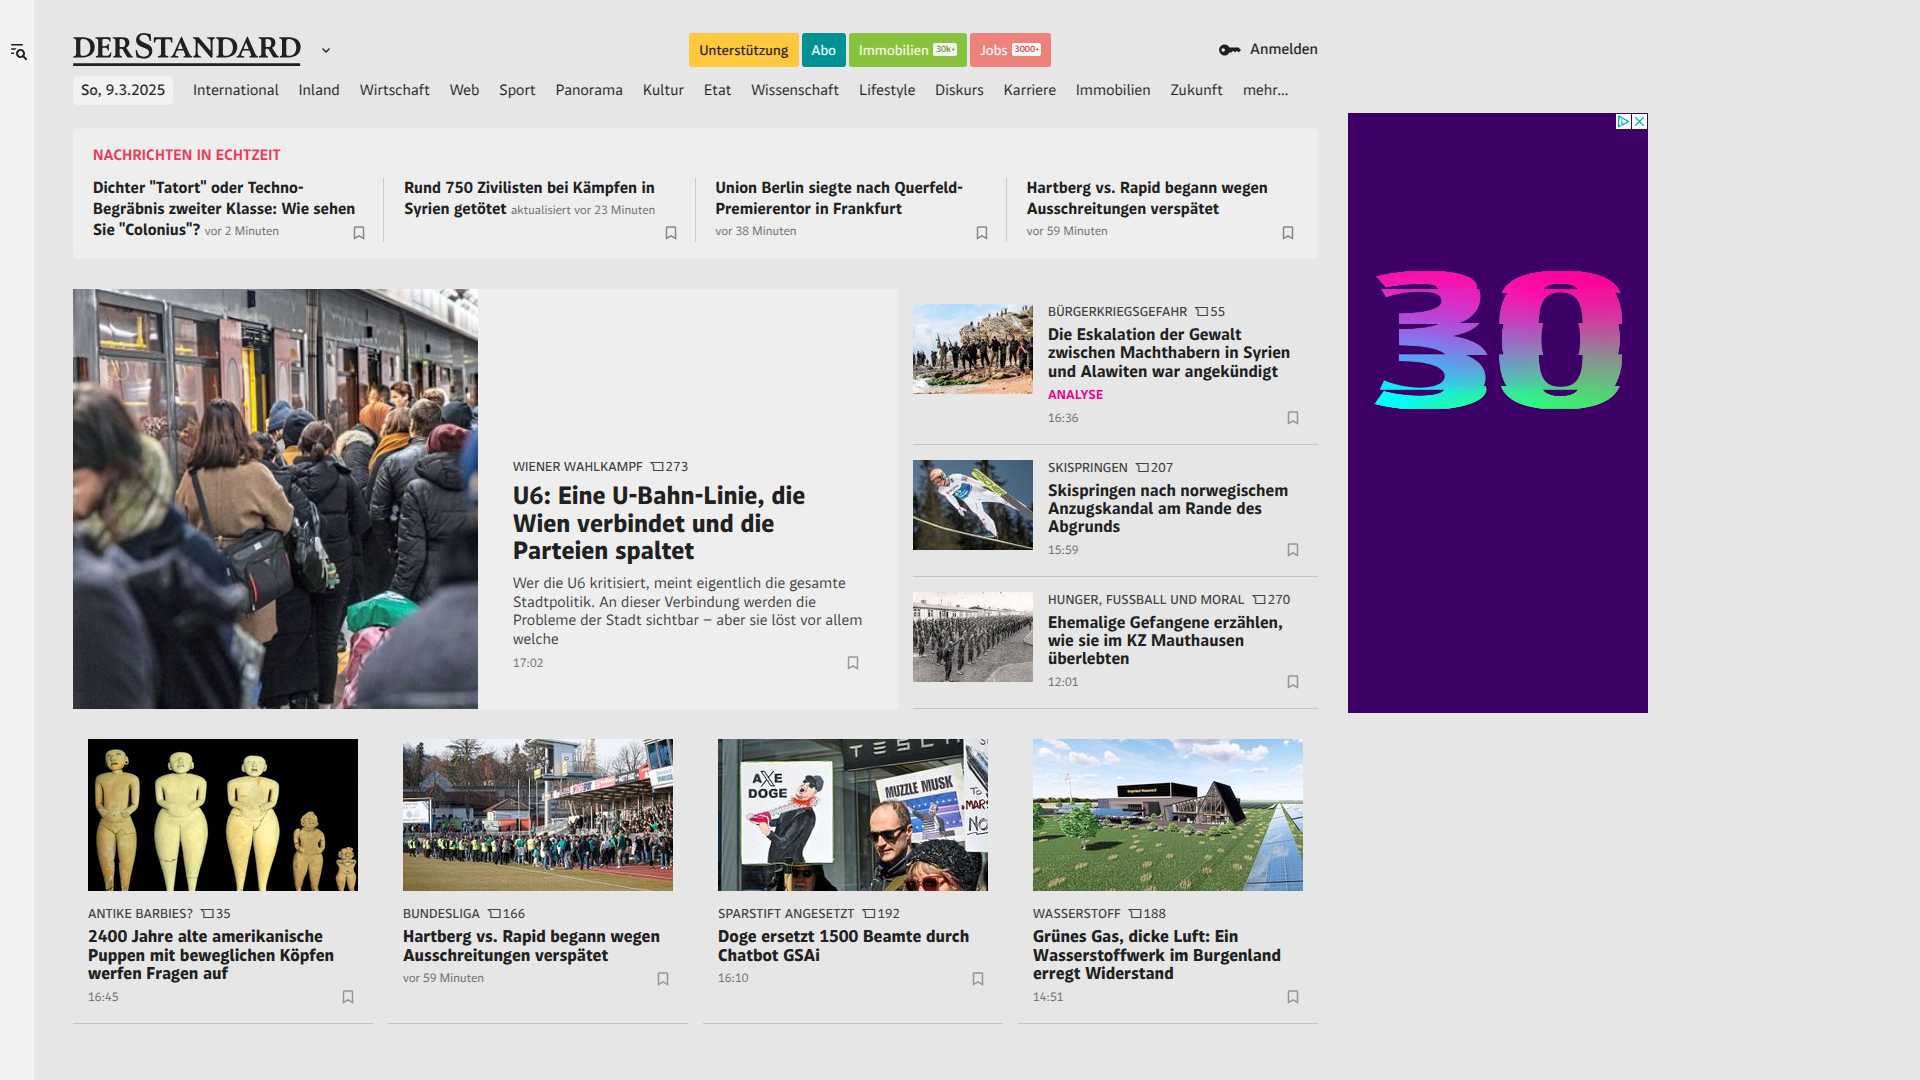 DERSTANDARD
Unterstützung
Abo
Immobilien 30k+
Jobs 3000+
Anmelden
So, 9.3.2025
International
Inland
Wirtschaft
Web
Sport
Panorama
Kultur
Etat
Wissenschaft
Lifestyle
Diskurs
Karriere
Immobilien
Zukunft
mehr...
NACHRICHTEN IN ECHTZEIT
Dichter "Tatort" oder Techno-
Begräbnis zweiter Klasse: Wie sehen
Sie "Colonius"? vor 2 Minuten
Rund 750 Zivilisten bei Kämpfen in
Syrien getötet aktualisiert vor 23 Minuten
Union Berlin siegte nach Querfeld-
Premierentor in Frankfurt
vor 38 Minuten
Hartberg vs. Rapid begann wegen
Ausschreitungen verspätet
vor 59 Minuten
WIENER WAHLKAMPF 273
U6: Eine U-Bahn-Linie, die
Wien verbindet und die
Parteien spaltet
Wer die U6 kritisiert, meint eigentlich die gesamte
Stadtpolitik. An dieser Verbindung werden die
Probleme der Stadt sichtbar – aber sie löst vor allem
welche
17:02
BÜRGERKRIEGSGEFAHR 55
Die Eskalation der Gewalt
zwischen Machthabern in Syrien
und Alawiten war angekündigt
ANALYSE
16:36
SKISPRINGEN 207
Skispringen nach norwegischem
Anzugskandal am Rande des
Abgrunds
15:59
HUNGER, FUSSBALL UND MORAL 270
Ehemalige Gefangene erzählen,
wie sie im KZ Mauthausen
überlebten
12:01
30
ANTIKE BARBIES? 35
2400 Jahre alte amerikanische
Puppen mit beweglichen Köpfen
werfen Fragen auf
16:45
BUNDESLIGA 166
Hartberg vs. Rapid begann wegen
Ausschreitungen verspätet
vor 59 Minuten
TESL
AXE
DOGE
MUZZLE MUSK
TO
MARS
NO
SPARSTIFT ANGESETZT 192
Doge ersetzt 1500 Beamte durch
Chatbot GSAi
16:10
WASSERSTOFF 188
Grünes Gas, dicke Luft: Ein
Wasserstoffwerk im Burgenland
erregt Widerstand
14:51